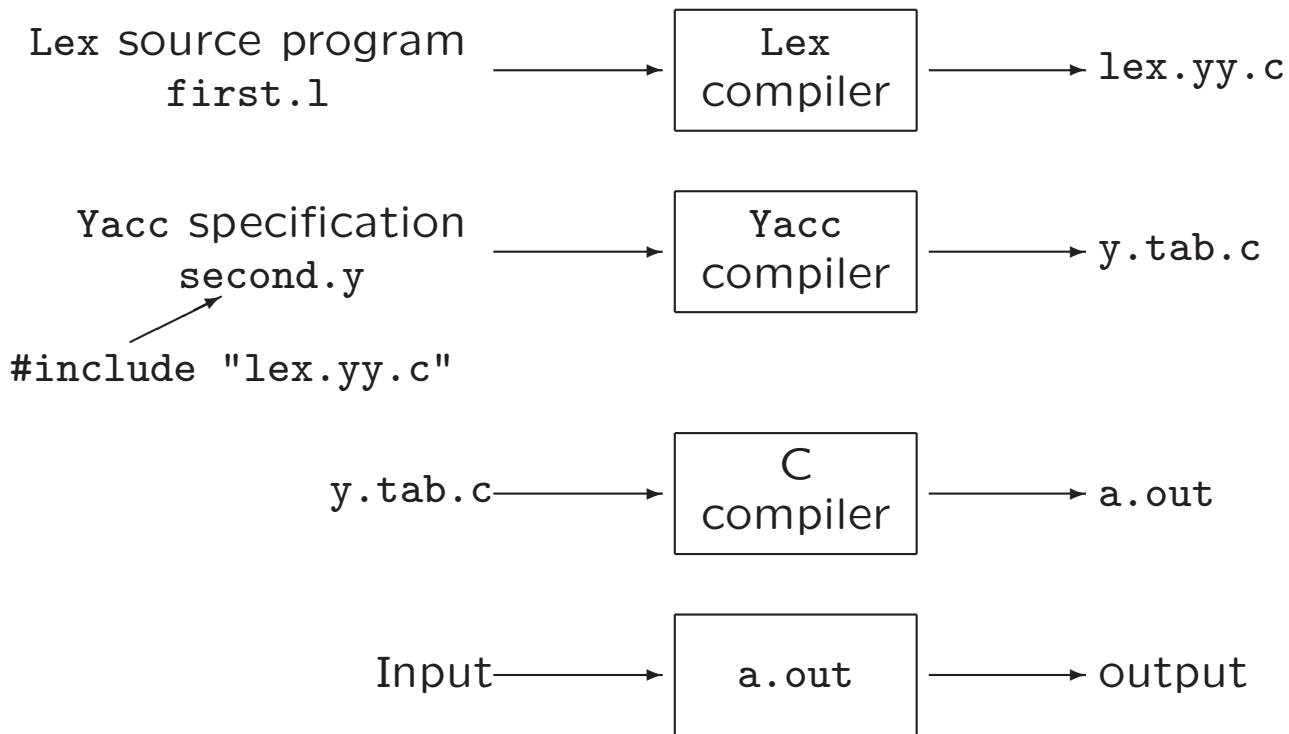 Lex source program
first.l
Lex
compiler
lex.yy.c
Yacc specification
second.y
#include "lex.yy.c"
Yacc
compiler
y.tab.c
y.tab.c
C
compiler
a.out
Input
a.out
output